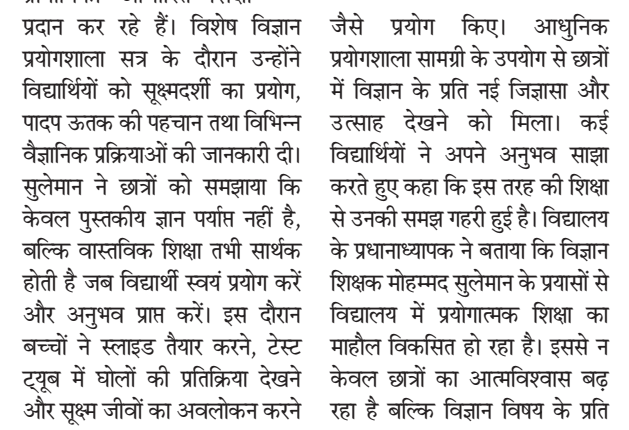 प्रदान कर रहे हैं। विशेष विज्ञान
प्रयोगशाला सत्र के दौरान उन्होंने
विद्यार्थियों को सूक्ष्मदर्शी का प्रयोग,
पादप ऊतक की पहचान तथा विभिन्न
वैज्ञानिक प्रक्रियाओं की जानकारी दी।
सुलेमान ने छात्रों को समझाया कि
केवल पुस्तकीय ज्ञान पर्याप्त नहीं है,
बल्कि वास्तविक शिक्षा तभी सार्थक
होती है जब विद्यार्थी स्वयं प्रयोग करें
और अनुभव प्राप्त करें। इस दौरान
बच्चों ने स्लाइड तैयार करने, टेस्ट
ट्यूब में घोलों की प्रतिक्रिया देखने
और सूक्ष्म जीवों का अवलोकन करने
जैसे प्रयोग किए। आधुनिक
प्रयोगशाला सामग्री के उपयोग से छात्रों
में विज्ञान के प्रति नई जिज्ञासा और
उत्साह देखने को मिला। कई
विद्यार्थियों ने अपने अनुभव साझा
करते हुए कहा कि इस तरह की शिक्षा
से उनकी समझ गहरी हुई है। विद्यालय
के प्रधानाध्यापक ने बताया कि विज्ञान
शिक्षक मोहम्मद सुलेमान के प्रयासों से
विद्यालय में प्रयोगात्मक शिक्षा का
माहौल विकसित हो रहा है। इससे न
केवल छात्रों का आत्मविश्वास बढ़
रहा है बल्कि विज्ञान विषय के प्रति